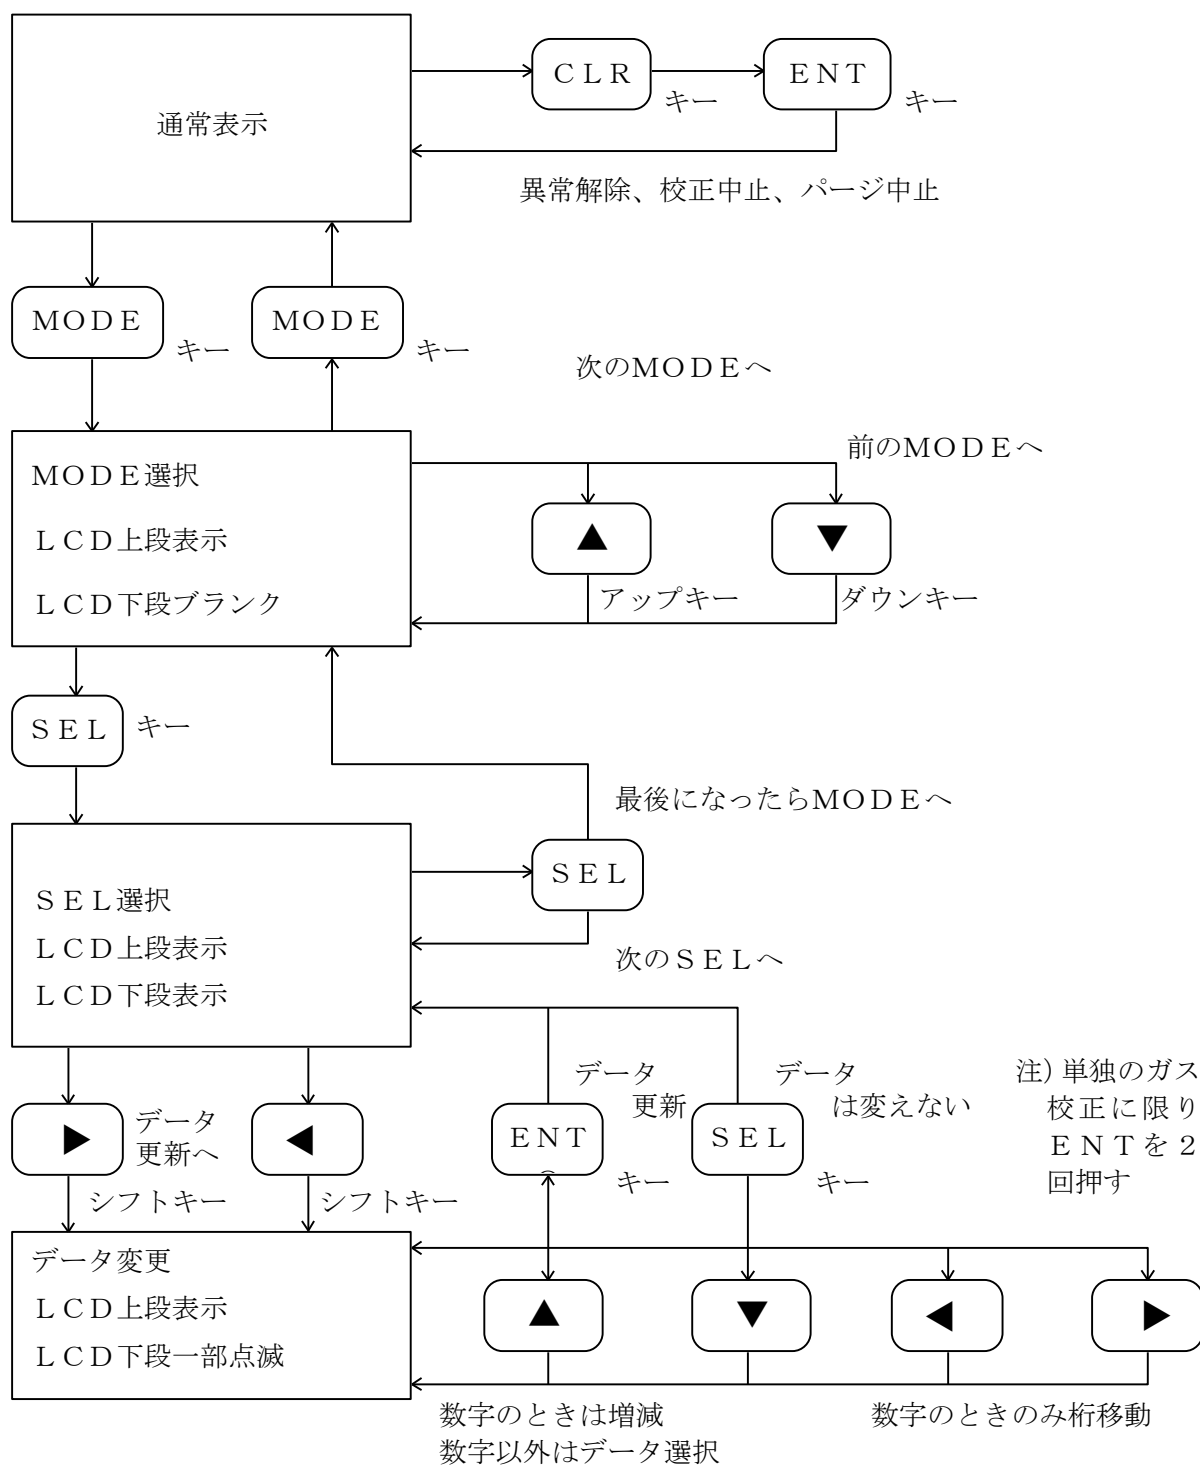 通常表示
ＣＬＲ
キー
ＥＮＴ
キー
異常解除、校正中止、パージ中止
ＭＯＤＥ
キー
ＭＯＤＥ
キー
次のＭＯＤＥへ
前のＭＯＤＥへ
ＭＯＤＥ選択
ＬＣＤ上段表示
ＬＣＤ下段ブランク
▲
アップキー
▼
ダウンキー
ＳＥＬ
キー
最後になったらＭＯＤＥへ
ＳＥＬ選択
ＬＣＤ上段表示
ＬＣＤ下段表示
ＳＥＬ
次のＳＥＬへ
▶
データ
更新へ
シフトキー
◀
シフトキー
データ
更新
ＥＮＴ
キー
データ
は変えない
ＳＥＬ
キー
注）単独のガス
校正に限り
ＥＮＴを２
回押す
データ変更
ＬＣＤ上段表示
ＬＣＤ下段一部点滅
▲
▼
◀
▶
数字のときは増減
数字以外はデータ選択
数字のときのみ桁移動